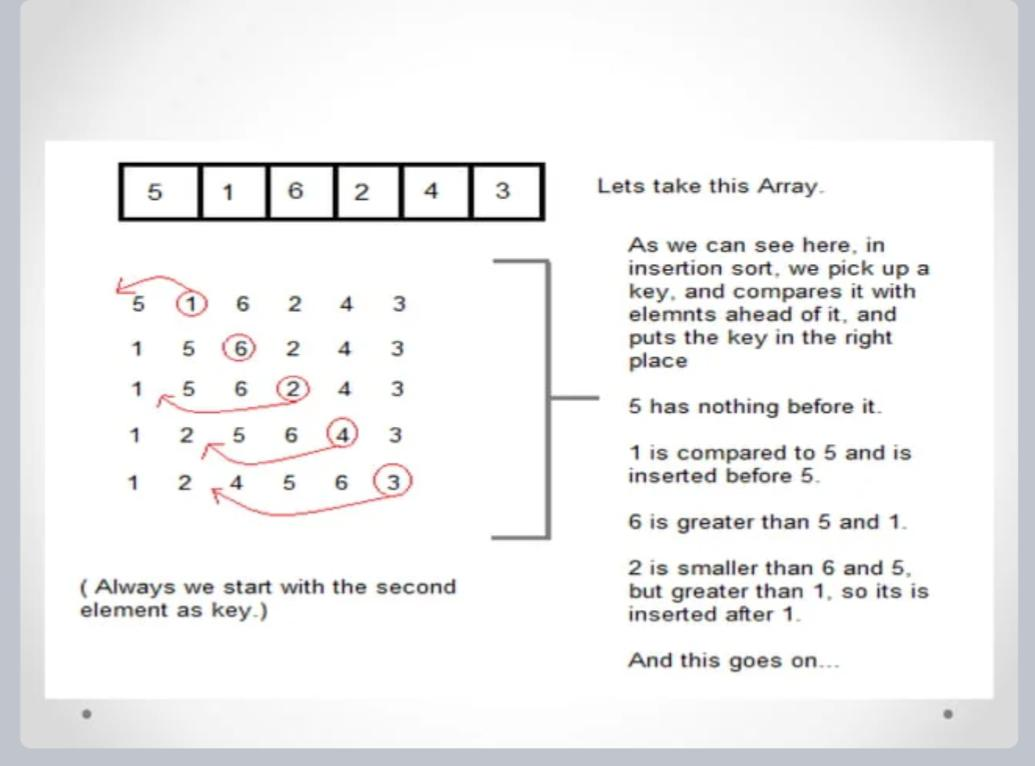 5 1 6 2 4 3
Lets take this Array.
5 1 6 2 4 3
1 5 6 2 4 3
1 5 6 2 4 3
1 2 5 6 4 3
1 2 4 5 6 3
( Always we start with the second
element as key.)
As we can see here, in
insertion sort, we pick up a
key, and compares it with
elemnts ahead of it, and
puts the key in the right
place
5 has nothing before it.
1 is compared to 5 and is
inserted before 5.
6 is greater than 5 and 1.
2 is smaller than 6 and 5,
but greater than 1, so its is
inserted after 1.
And this goes on...